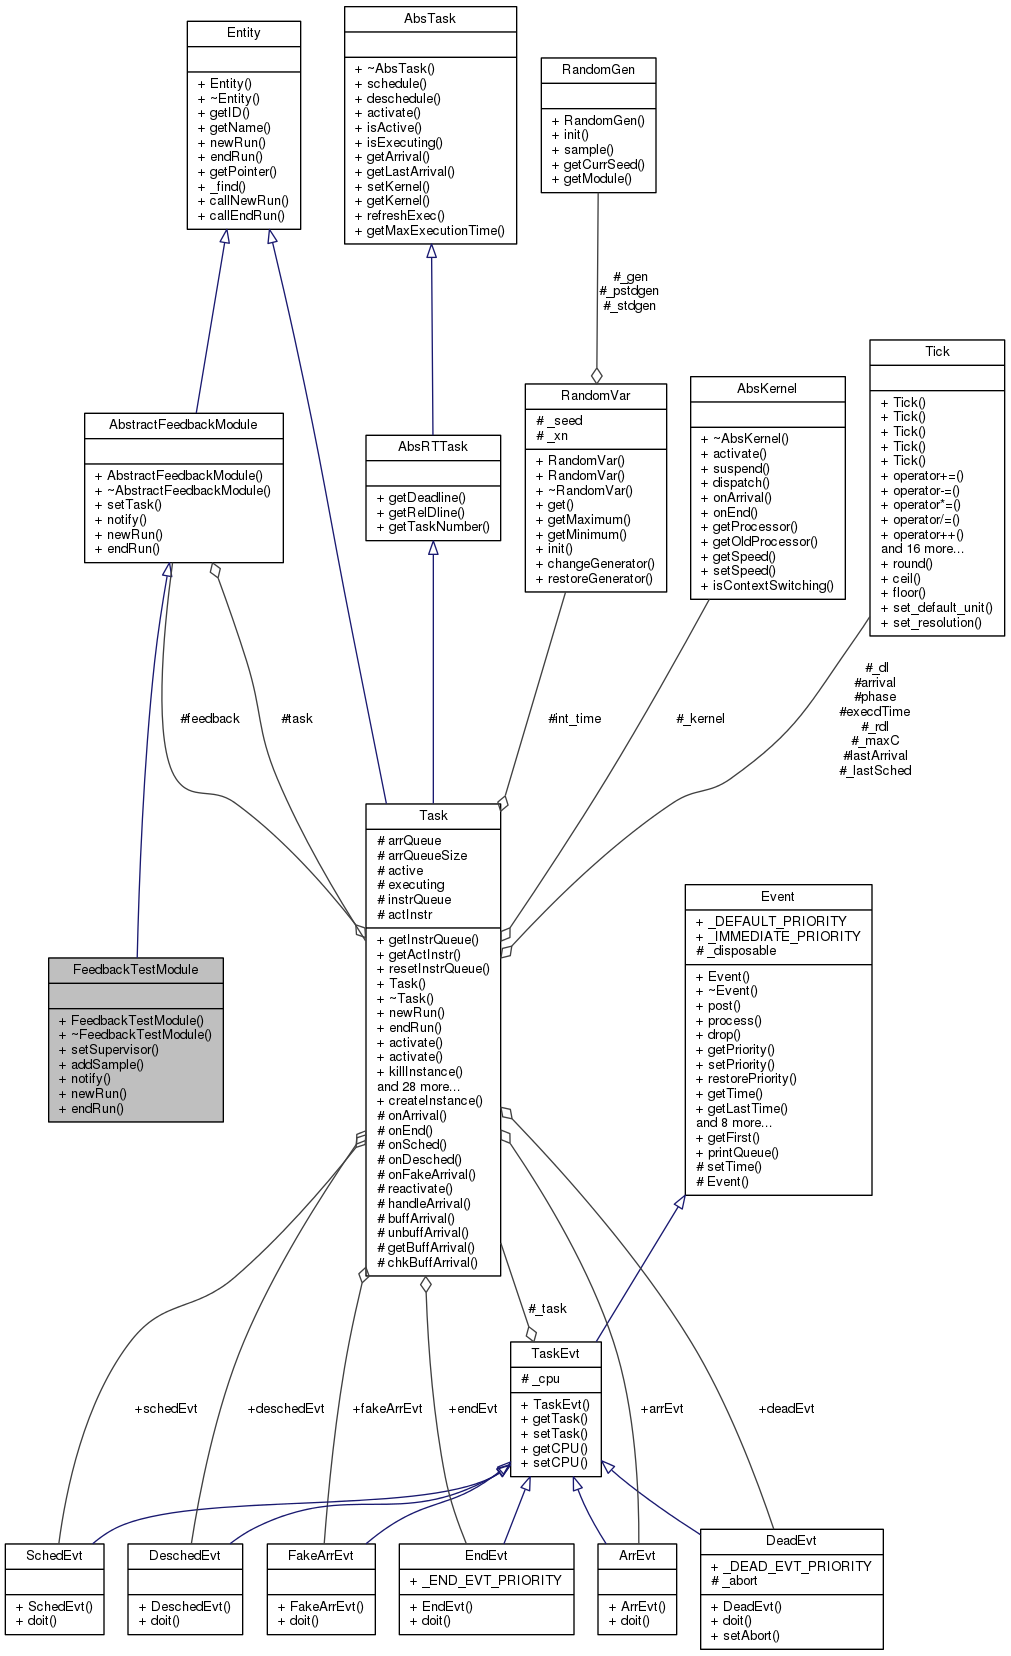 AbsTask
+ ~AbsTask()
+ schedule()
+ deschedule()
+ activate()
+ isActive()
+ isExecuting()
+ getArrival()
+ getLastArrival()
+ setKernel()
+ getKernel()
+ refreshExec()
+ getMaxExecutionTime()
Entity
+ Entity()
+ ~Entity()
+ getID()
+ getName()
+ newRun()
+ endRun()
+ getPointer()
+ _find()
+ callNewRun()
+ callEndRun()
RandomGen
+ RandomGen()
+ init()
+ sample()
+ getCurrSeed()
+ getModule()
#_gen
#_pstdgen
#_stdgen
Tick
+ Tick()
+ Tick()
+ Tick()
+ Tick()
+ Tick()
+ operator+=()
+ operator-=()
+ operator*=()
+ operator/=()
+ operator++()
and 16 more...
+ round()
+ ceil()
+ floor()
+ set_default_unit()
+ set_resolution()
AbsKernel
+ ~AbsKernel()
+ activate()
+ suspend()
+ dispatch()
+ onArrival()
+ onEnd()
+ getProcessor()
+ getOldProcessor()
+ getSpeed()
+ setSpeed()
+ isContextSwitching()
RandomVar
# _seed
# _xn
+ RandomVar()
+ RandomVar()
+ ~RandomVar()
+ get()
+ getMaximum()
+ getMinimum()
+ init()
+ changeGenerator()
+ restoreGenerator()
AbstractFeedbackModule
+ AbstractFeedbackModule()
+ ~AbstractFeedbackModule()
+ setTask()
+ notify()
+ newRun()
+ endRun()
AbsRTTask
+ getDeadline()
+ getRelDline()
+ getTaskNumber()
#feedback
#task
#int_time
#_kernel
#_dl
#arrival
#phase
#execdTime
#_rdl
#_maxC
#lastArrival
#_lastSched
Task
# arrQueue
# arrQueueSize
# active
# executing
# instrQueue
# actInstr
+ getInstrQueue()
+ getActInstr()
+ resetInstrQueue()
+ Task()
+ ~Task()
+ newRun()
+ endRun()
+ activate()
+ activate()
+ killInstance()
and 28 more...
+ createInstance()
# onArrival()
# onEnd()
# onSched()
# onDesched()
# onFakeArrival()
# reactivate()
# handleArrival()
# buffArrival()
# unbuffArrival()
# getBuffArrival()
# chkBuffArrival()
Event
+ _DEFAULT_PRIORITY
+ _IMMEDIATE_PRIORITY
# _disposable
+ Event()
+ ~Event()
+ post()
+ process()
+ drop()
+ getPriority()
+ setPriority()
+ restorePriority()
+ getTime()
+ getLastTime()
and 8 more...
+ getFirst()
+ printQueue()
# setTime()
# Event()
FeedbackTestModule
+ FeedbackTestModule()
+ ~FeedbackTestModule()
+ setSupervisor()
+ addSample()
+ notify()
+ newRun()
+ endRun()
#_task
TaskEvt
# _cpu
+ TaskEvt()
+ getTask()
+ setTask()
+ getCPU()
+ setCPU()
+schedEvt
+deschedEvt
+fakeArrEvt
+endEvt
+arrEvt
+deadEvt
SchedEvt
+ SchedEvt()
+ doit()
DeschedEvt
+ DeschedEvt()
+ doit()
FakeArrEvt
+ FakeArrEvt()
+ doit()
EndEvt
+ _END_EVT_PRIORITY
+ EndEvt()
+ doit()
ArrEvt
+ ArrEvt()
+ doit()
DeadEvt
+ _DEAD_EVT_PRIORITY
# _abort
+ DeadEvt()
+ doit()
+ setAbort()